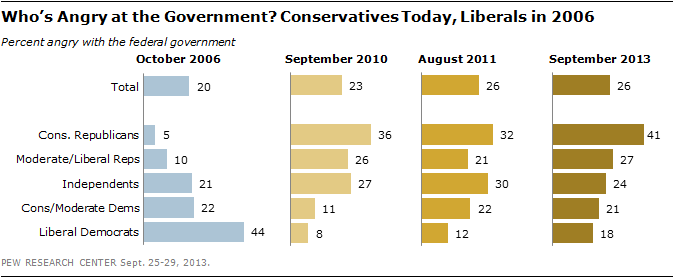 Who's Angry at the Government? Conservatives Today, Liberals in 2006
Percent angry with the federal government
October 2006 September 2010 August 2011 September 2013
Total 20 23 26 26
Cons. Republicans 5 36 32 41
Moderate/Liberal Reps 10 26 21 27
Independents 21 27 30 24
Cons/Moderate Dems 22 11 22 21
Liberal Democrats 44 8 12 18
PEW RESEARCH CENTER Sept. 25-29, 2013.